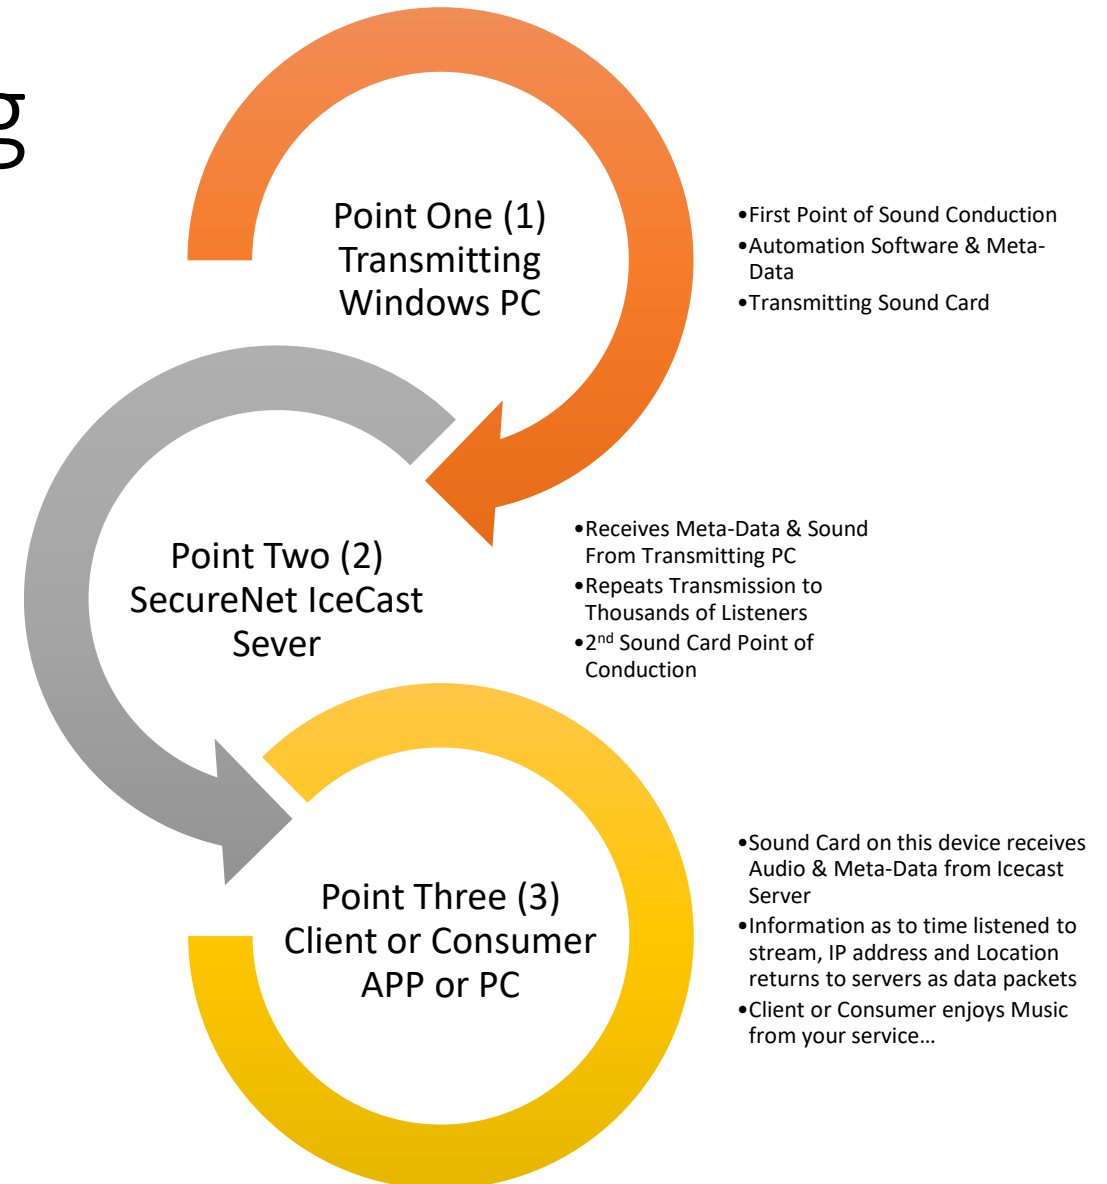 g
Point One (1)
Transmitting
Windows PC
•First Point of Sound Conduction
•Automation Software & Meta-
Data
•Transmitting Sound Card
Point Two (2)
SecureNet IceCast
Sever
•Receives Meta-Data & Sound
From Transmitting PC
•Repeats Transmission to
Thousands of Listeners
•2nd Sound Card Point of
Conduction
Point Three (3)
Client or Consumer
APP or PC
•Sound Card on this device receives
Audio & Meta-Data from Icecast
Server
•Information as to time listened to
stream, IP address and Location
returns to servers as data packets
•Client or Consumer enjoys Music
from your service…